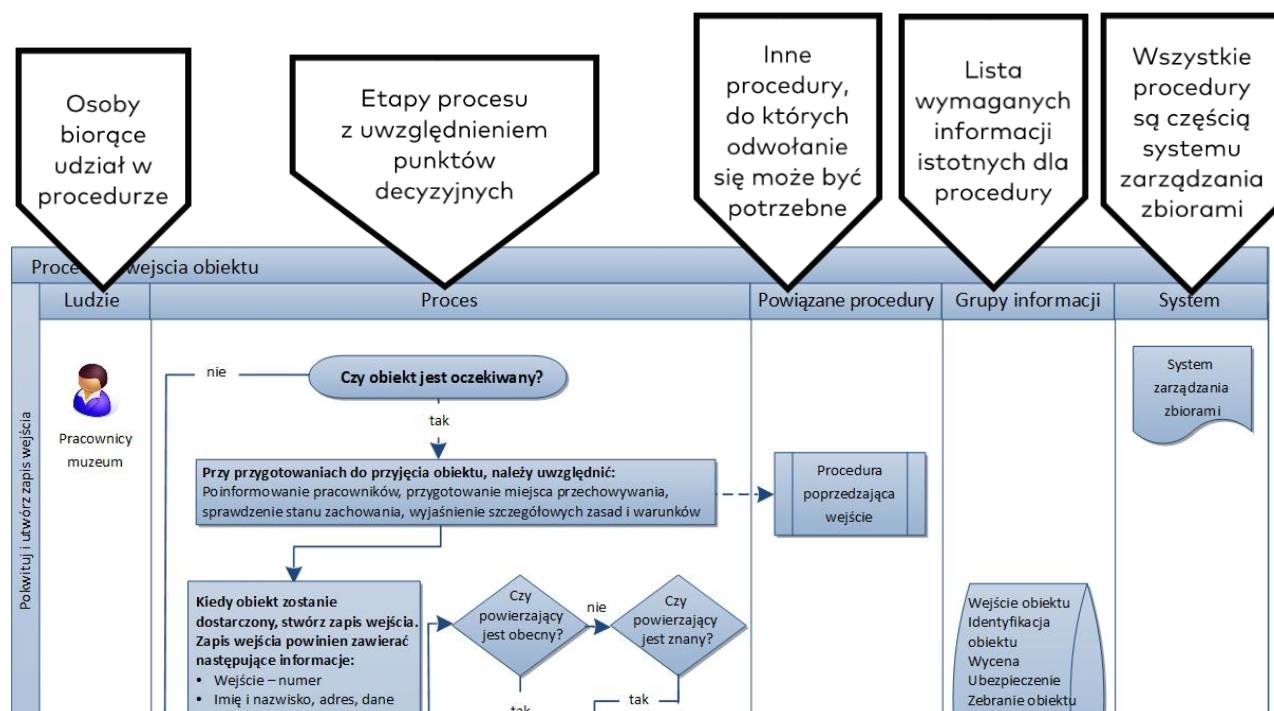 Osoby
biorące
udział w
procedurze
Etapy procesu
z uwzględnieniem
punktów
decyzyjnych
Inne
procedury,
do których
odwołanie
się może być
potrzebne
Lista
wymaganych
informacji
istotnych dla
procedury
Wszystkie
procedury
są częścią
systemu
zarządzania
zbiorami
wejscia obiektu
Ludzie
Proces
Powiązane procedury
Grupy informacji
System
Pokwituj i utwórz zapis wejścia
Pracownicy
muzeum
nie
Czy obiekt jest oczekiwany?
tak
Przy przygotowaniach do przyjęcia obiektu, należy uwzględnić:
Poinformowanie pracowników, przygotowanie miejsca przechowywania,
sprawdzenie stanu zachowania, wyjaśnienie szczegółowych zasad i warunków
Procedura
poprzedzająca
wejście
System
zarządzania
zbiorami
Kiedy obiekt zostanie
dostarczony, stwórz zapis wejścia.
Zapis wejścia powinien zawierać
następujące informacje:
• Wejście – numer
• Imię i nazwisko, adres, dane
Czy
powierzający
jest obecny?
nie
Czy
powierzający
jest znany?
tak
tak
Wejście obiektu
Identyfikacja
obiektu
Wycena
Ubezpieczenie
Zebranie obiektu